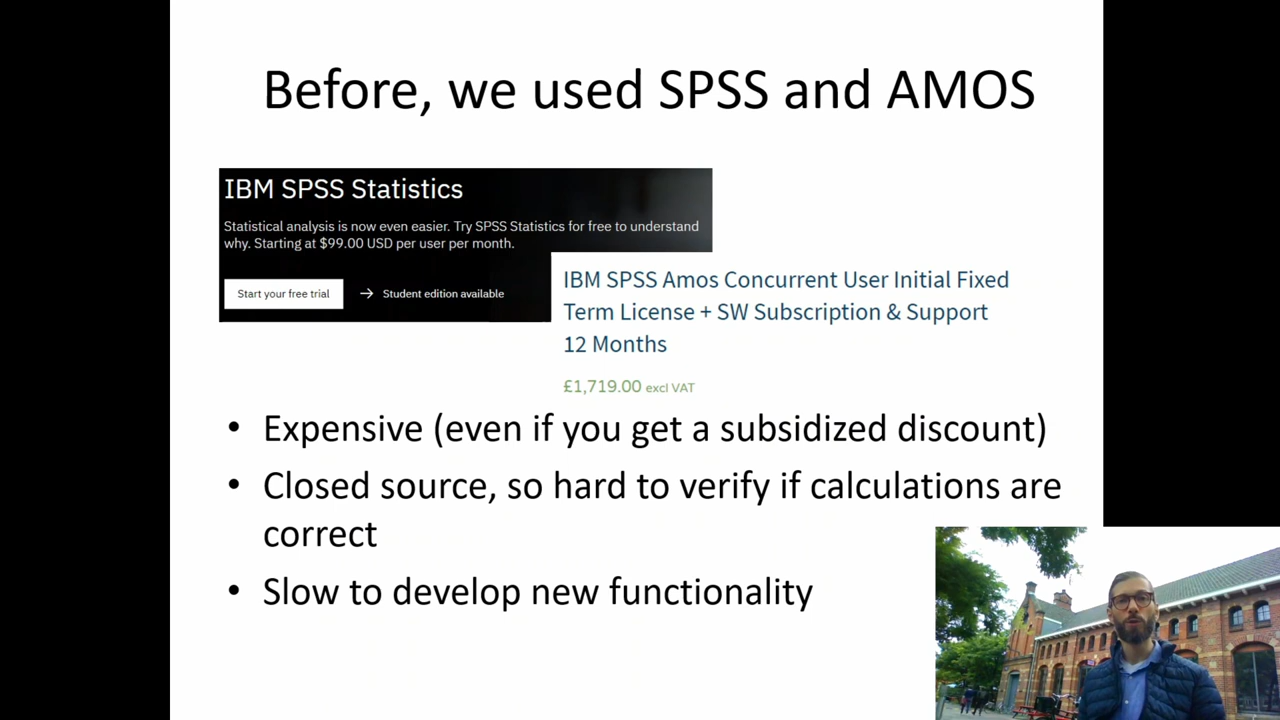 Before, we used SPSS and AMOS
IBM SPSS Statistics
Statistical analysis is now even easier. Try SPSS Statistics for free to understand
why. Starting at $99.00 USD per user per month.
Start your free trial
→ Student edition available
IBM SPSS Amos Concurrent User Initial Fixed
Term License + SW Subscription & Support
12 Months
£1,719.00 excl VAT
• Expensive (even if you get a subsidized discount)
• Closed source, so hard to verify if calculations are
correct
• Slow to develop new functionality